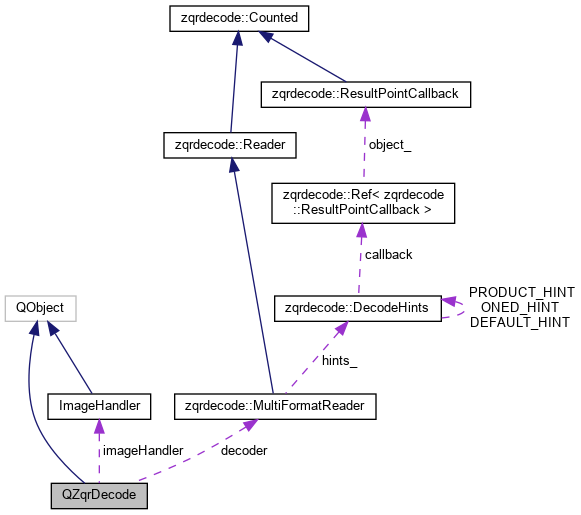 zqrdecode::Counted
zqrdecode::ResultPointCallback
zqrdecode::Reader
object_
zqrdecode::Ref< zqrdecode
::ResultPointCallback >
callback
QObject
zqrdecode::DecodeHints
PRODUCT_HINT
ONED_HINT
DEFAULT_HINT
hints_
ImageHandler
zqrdecode::MultiFormatReader
imageHandler
decoder
QZqrDecode